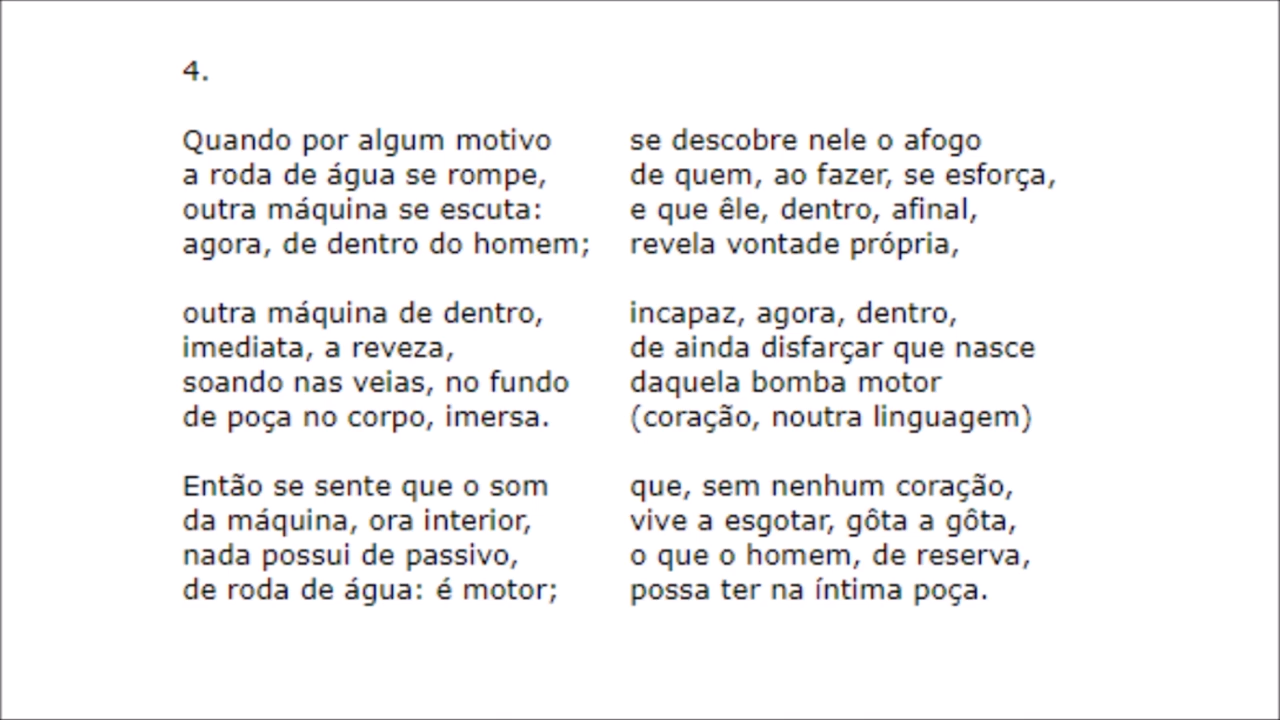 4.
Quando por algum motivo
a roda de água se rompe,
outra máquina se escuta:
agora, de dentro do homem;
outra máquina de dentro,
imediata, a reveza,
soando nas veias, no fundo
de poça no corpo, imersa.
Então se sente que o som
da máquina, ora interior,
nada possui de passivo,
de roda de água: é motor;
se descobre nele o afogo
de quem, ao fazer, se esforça,
e que êle, dentro, afinal,
revela vontade própria,
incapaz, agora, dentro,
de ainda disfarçar que nasce
daquela bomba motor
(coração, noutra linguagem)
que, sem nenhum coração,
vive a esgotar, gôta a gôta,
o que o homem, de reserva,
possa ter na íntima poça.